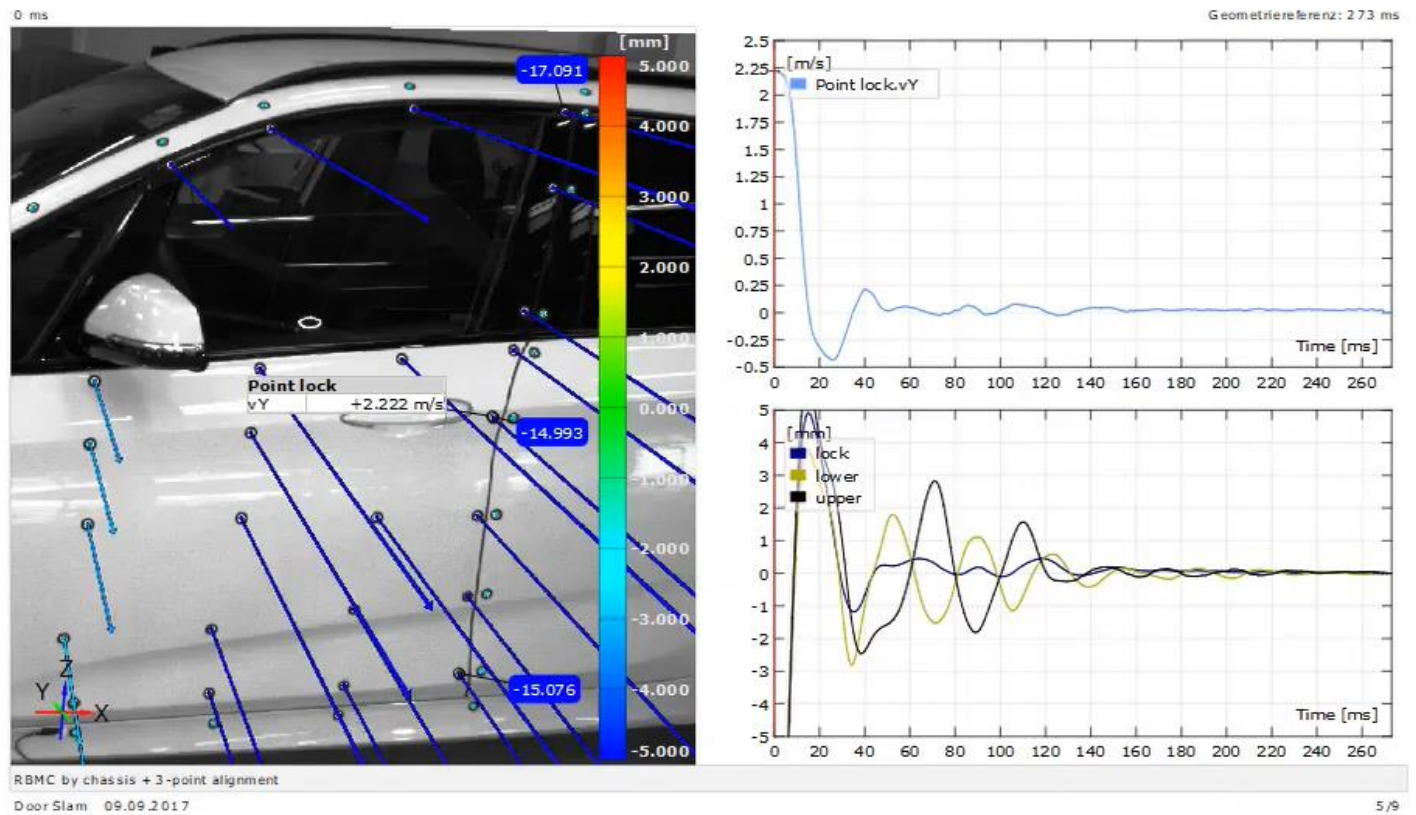 0 ms
Geometriereferenz: 273 ms
[mm]
5.000
4.000
3.000
2.000
1.000
0.000
-1.000
-2.000
-3.000
-4.000
-5.000
-17.091
Point lock
vY +2.222 m/s
-14.993
-15.076
Z
Y
X
2.5
2.25
2
1.75
1.5
1.25
1
0.75
0.5
0.25
0
-0.25
-0.5
[m/s]
Point lock.vY
Time [ms]
0 20 40 60 80 100 120 140 160 180 200 220 240 260
5
4
3
2
1
0
-1
-2
-3
-4
-5
[mm]
lock
lower
upper
Time [ms]
0 20 40 60 80 100 120 140 160 180 200 220 240 260
RBMC by chassis + 3-point alignment
Door Slam 09.09.2017
5/9